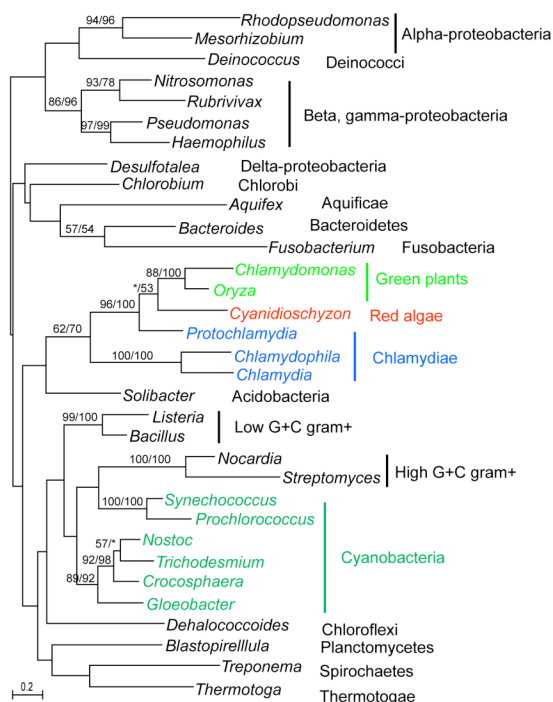 94/96
Rhodopseudomonas
Mesorhizobium
Alpha-proteobacteria
Deinococcus Deinococci
93/78
Nitrosomonas
86/96
Rubrivivax
Beta, gamma-proteobacteria
97/99
Pseudomonas
Haemophilus
Desulfotalea Delta-proteobacteria
Chlorobium Chlorobi
Aquifex Aquificae
57/54
Bacteroides Bacteroidetes
Fusobacterium Fusobacteria
88/100
Chlamydomonas
Green plants
*/53
Oryza
96/100
Cyanidioschyzon Red algae
62/70
Protochlamydia
100/100
Chlamydophila
Chlamydiae
Chlamydia
Solibacter Acidobacteria
99/100
Listeria
Low G+C gram+
Bacillus
100/100
Nocardia
High G+C gram+
Streptomyces
100/100
Synechococcus
Prochlorococcus
57/*
Nostoc
92/98
Trichodesmium
Cyanobacteria
89/92
Crocosphaera
Gloeobacter
Dehalococcoides Chloroflexi
Blastopirelllula Planctomycetes
Treponema Spirochaetes
Thermotoga Thermotogae
0.2